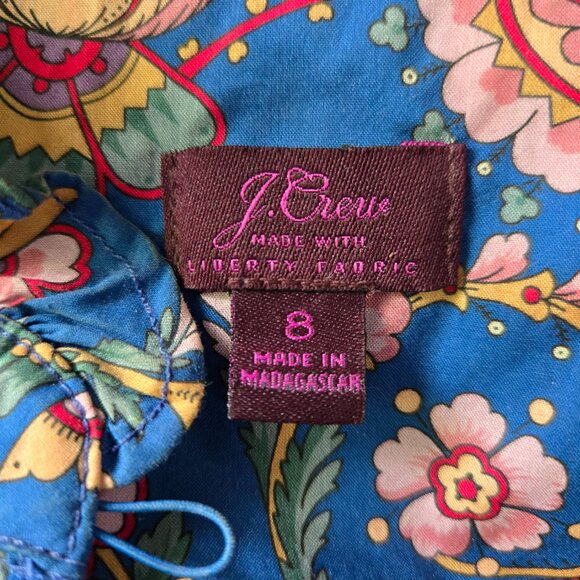 J.Crew
MADE WITH
LIBERTY FABRIC
8
MADE IN
MADAGASCAR